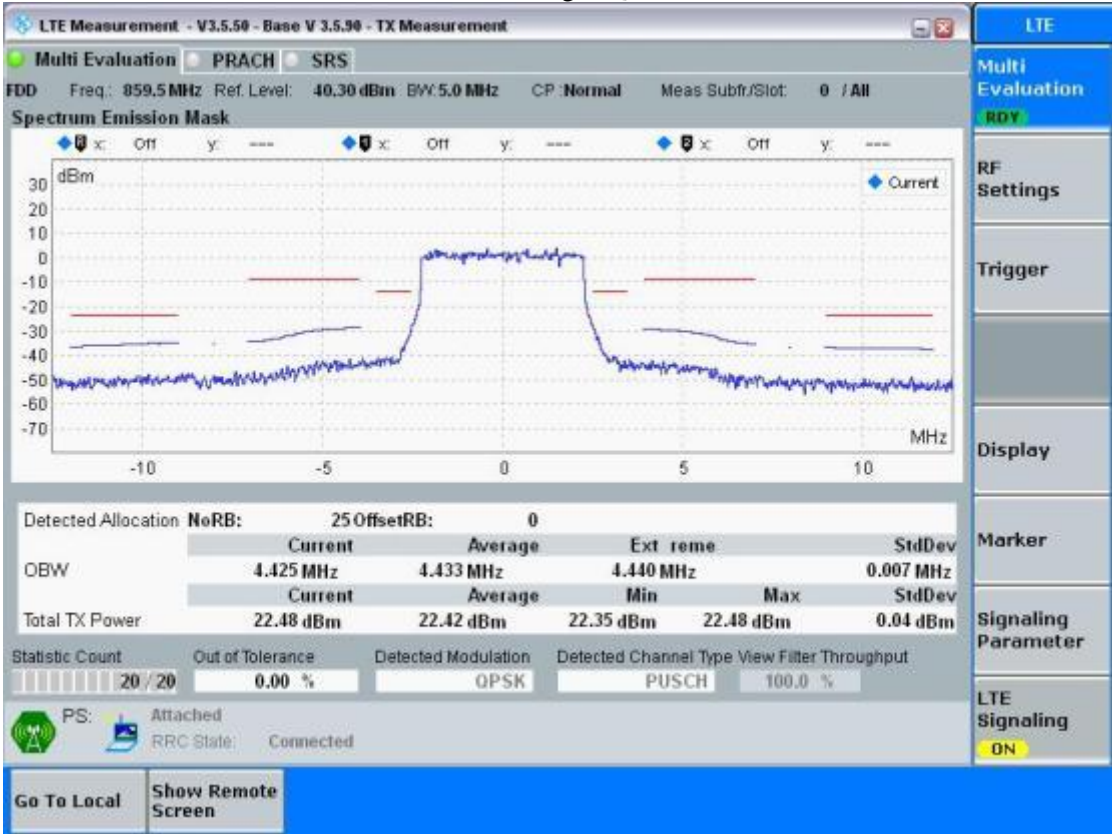 LTE Measurement - V3.5.50 - Base V 3.5.90 - TX Measurement
LTE
Multi Evaluation PRACH SRS
FDD Freq.: 859.5 MHz Ref. Level: 40.30 dBm BW: 5.0 MHz CP :Normal Meas Subfr./Slot: 0 / All
Spectrum Emission Mask
x: Off y: --- x: Off y: --- x: Off y: ---
dBm
Current
30
20
10
0
-10
-20
-30
-40
-50
-60
-70
MHz
-10 -5 0 5 10
Detected Allocation NoRB: 25 OffsetRB: 0
Current Average Ext reme StdDev
OBW 4.425 MHz 4.433 MHz 4.440 MHz 0.007 MHz
Current Average Min Max StdDev
Total TX Power 22.48 dBm 22.42 dBm 22.35 dBm 22.48 dBm 0.04 dBm
Statistic Count Out of Tolerance Detected Modulation Detected Channel Type View Filter Throughput
20 / 20 0.00 % QPSK PUSCH 100.0 %
PS: Attached
RRC State: Connected
Multi
Evaluation
RDY
RF
Settings
Trigger
Display
Marker
Signaling
Parameter
LTE
Signaling
ON
Go To Local
Show Remote
Screen